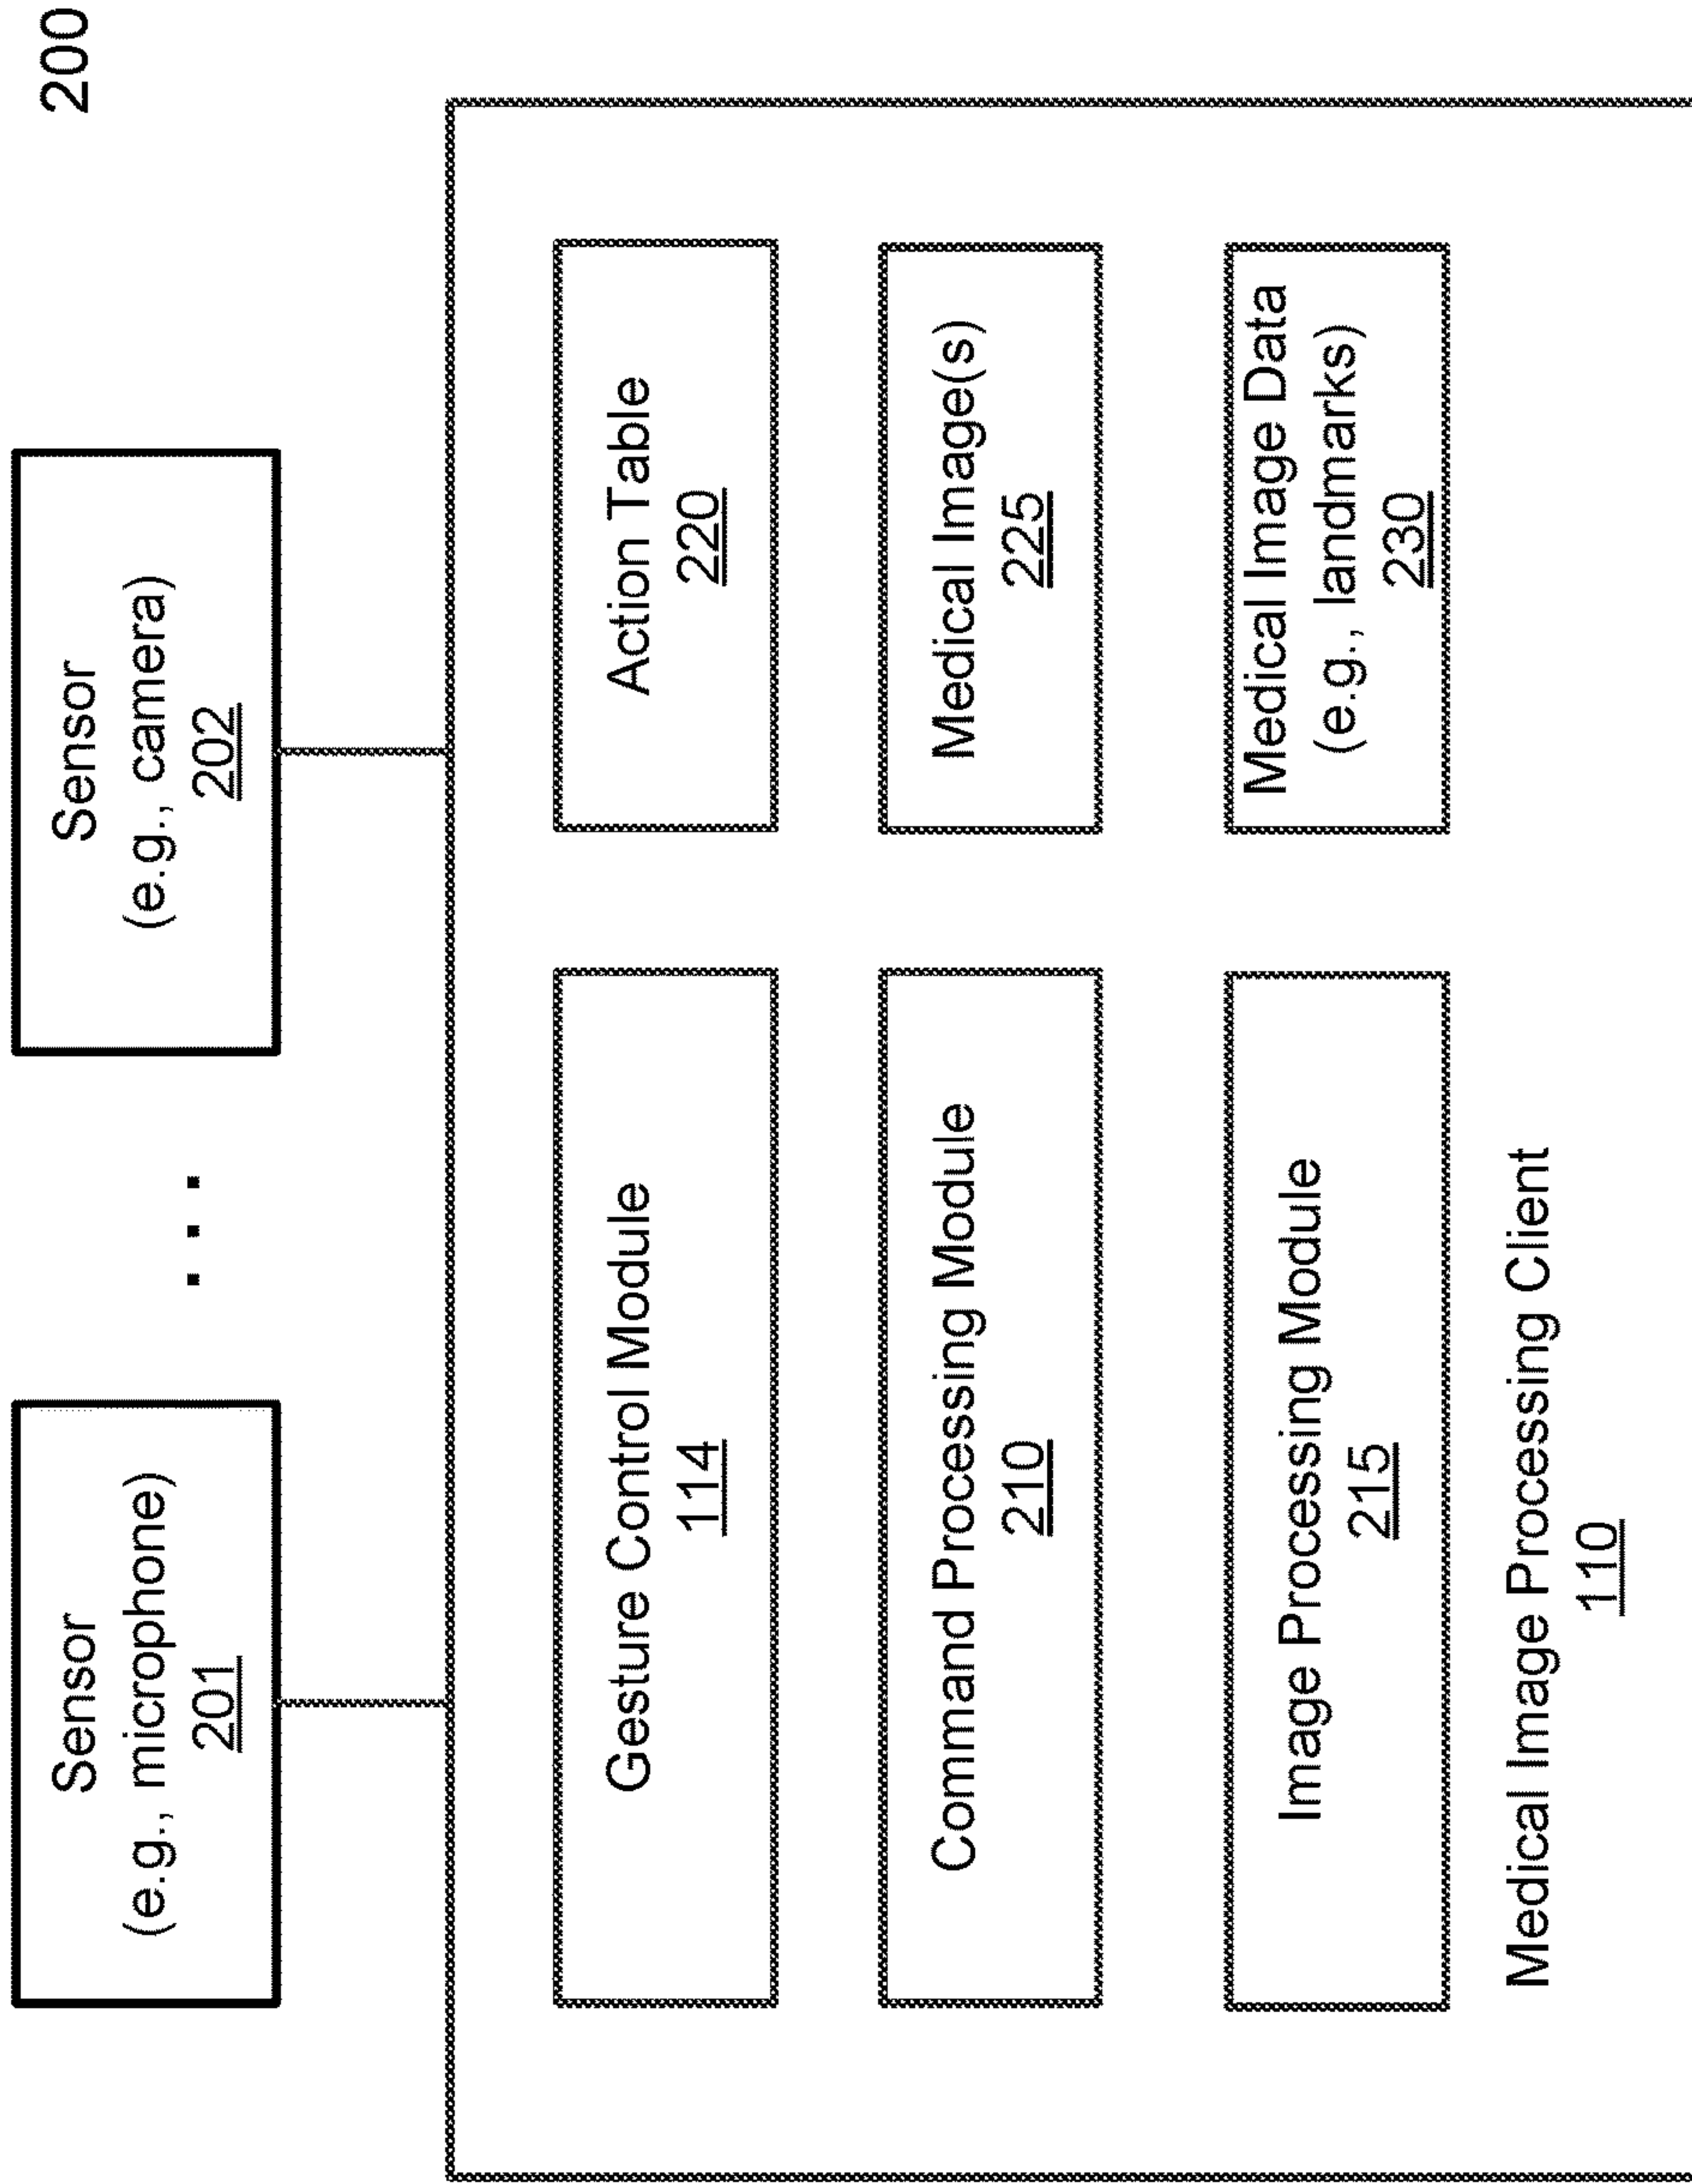 200
Sensor
(e.g., microphone)
201
. . .
Sensor
(e.g., camera)
202
Gesture Control Module
114
Action Table
220
Command Processing Module
210
Medical Image(s)
225
Image Processing Module
215
Medical Image Data
(e.g., landmarks)
230
Medical Image Processing Client
110